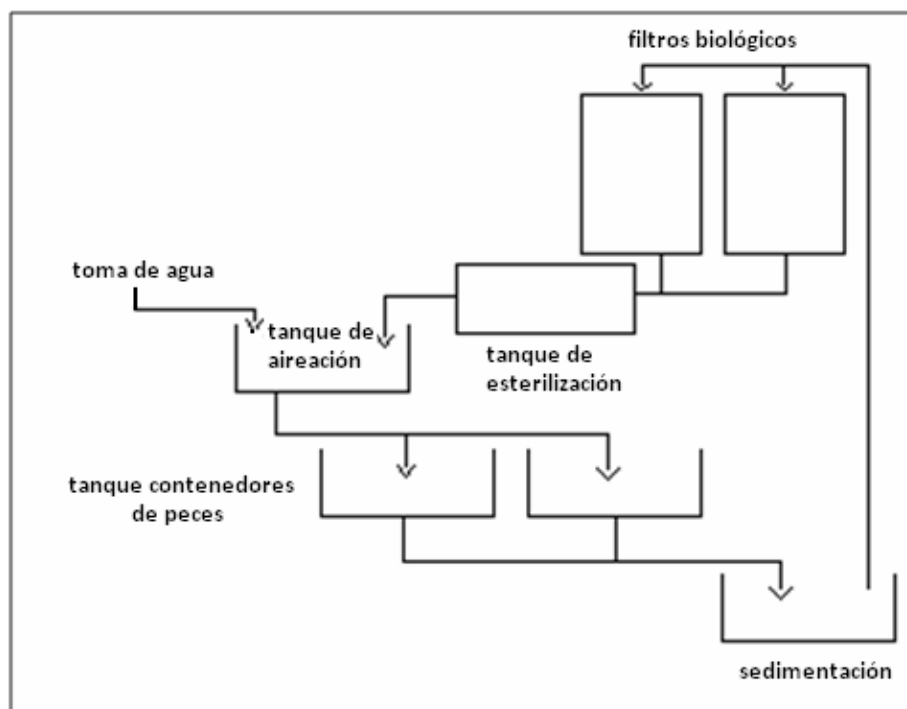 filtros biológicos
toma de agua
tanque de
aireación
tanque de
esterilización
tanque contenedores
de peces
sedimentación